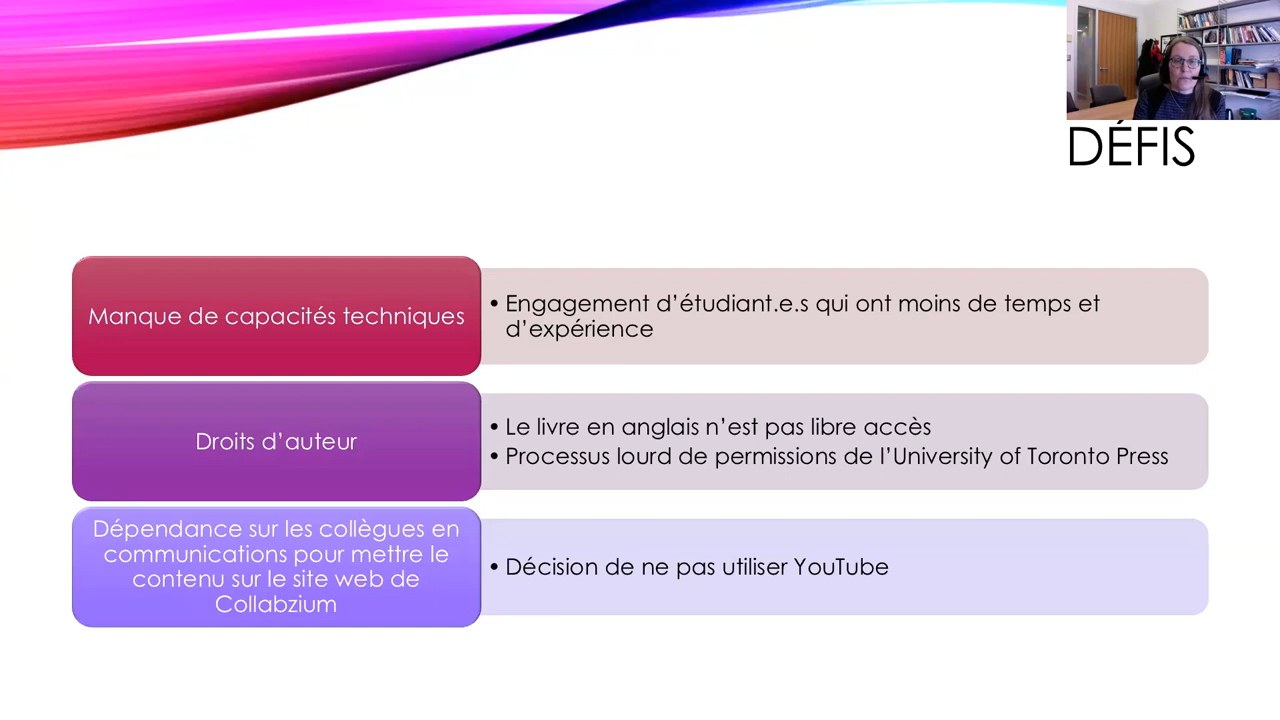 DÉFIS
Manque de capacités techniques
• Engagement d’étudiant.e.s qui ont moins de temps et
d’expérience
Droits d’auteur
• Le livre en anglais n’est pas libre accès
• Processus lourd de permissions de l’University of Toronto Press
Dépendance sur les collègues en
communications pour mettre le
contenu sur le site web de
Collabzium
• Décision de ne pas utiliser YouTube